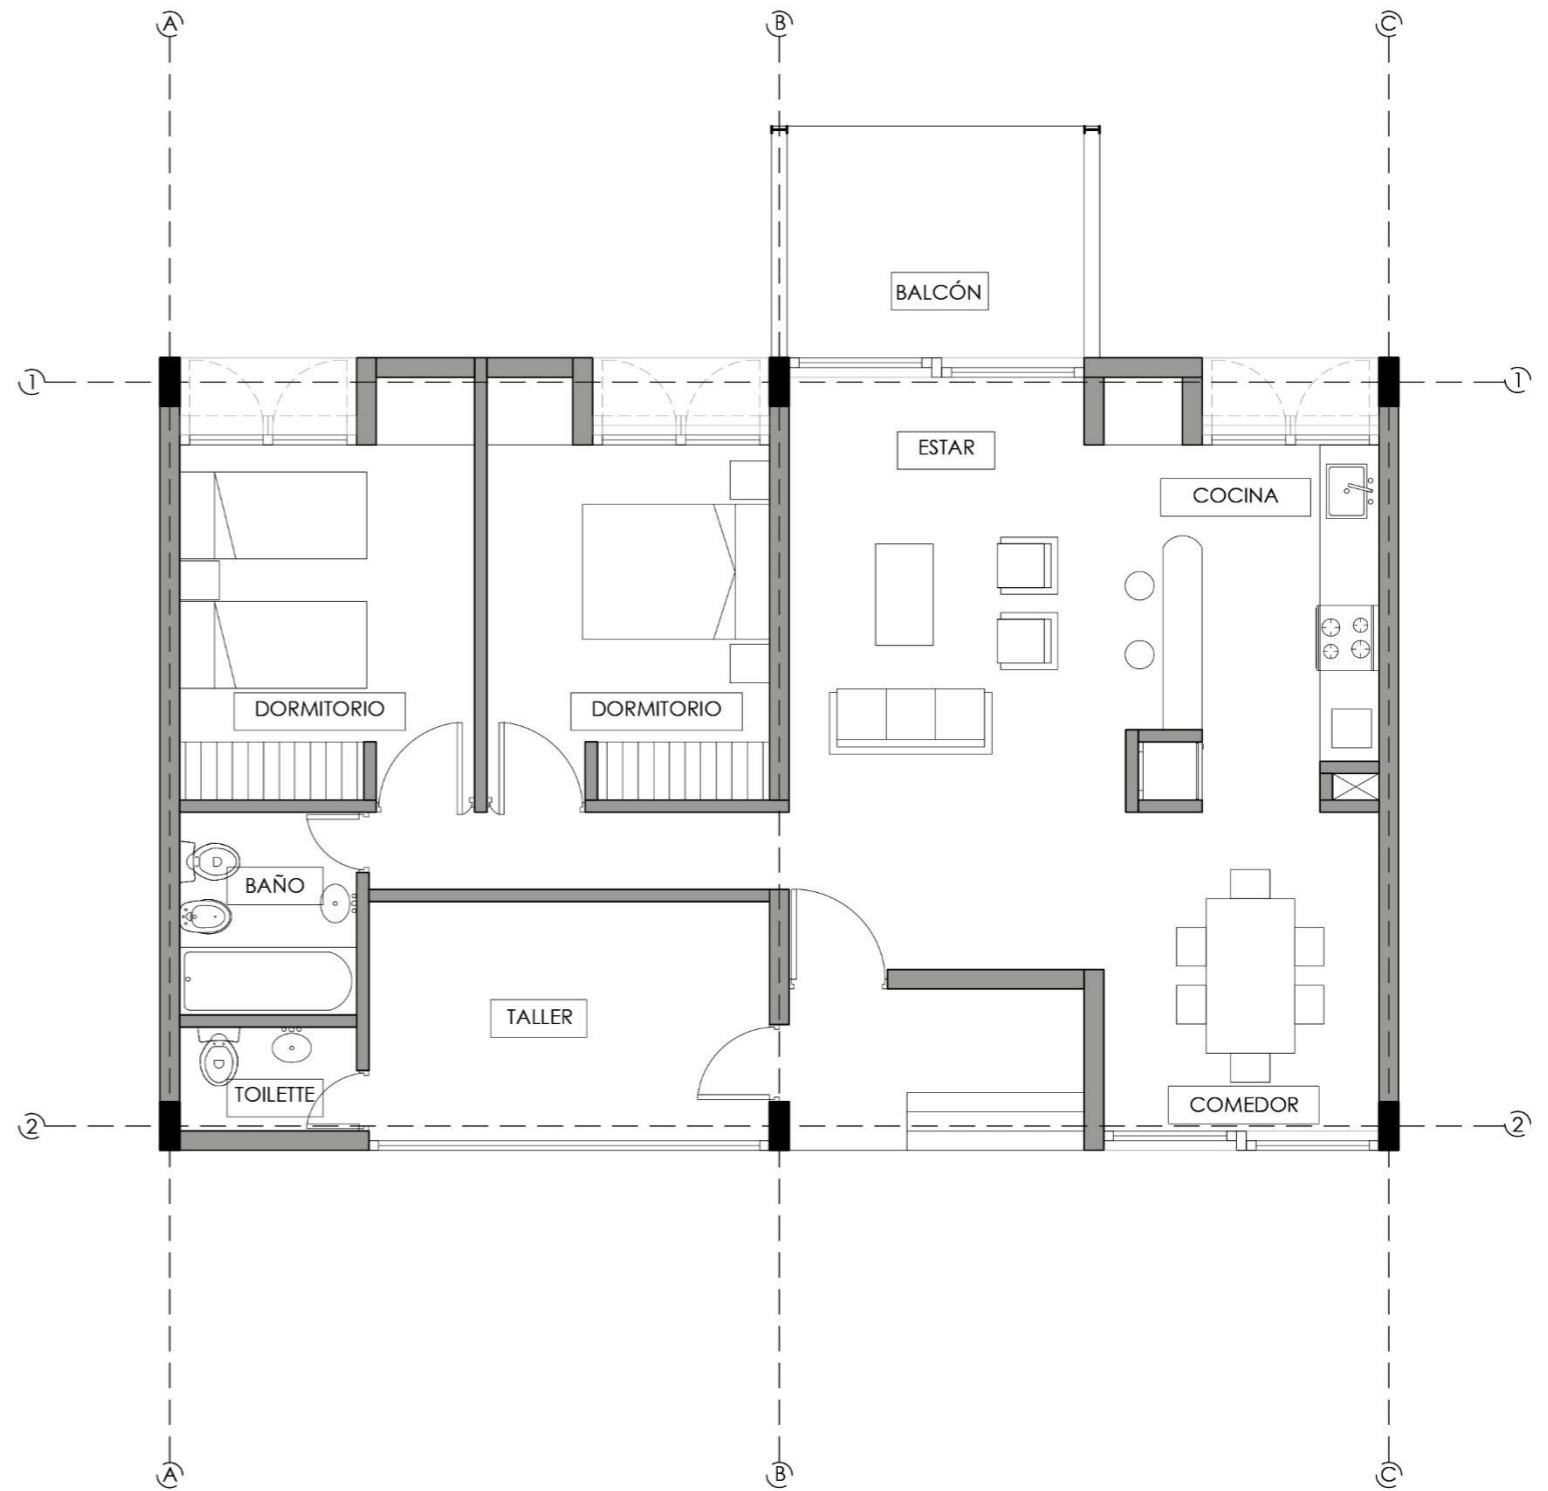 A
B
C
BALCÓN
1
1
ESTAR
COCINA
DORMITORIO
DORMITORIO
D
BAÑO
TALLER
D
TOILETTE
COMEDOR
2
2
A
B
C